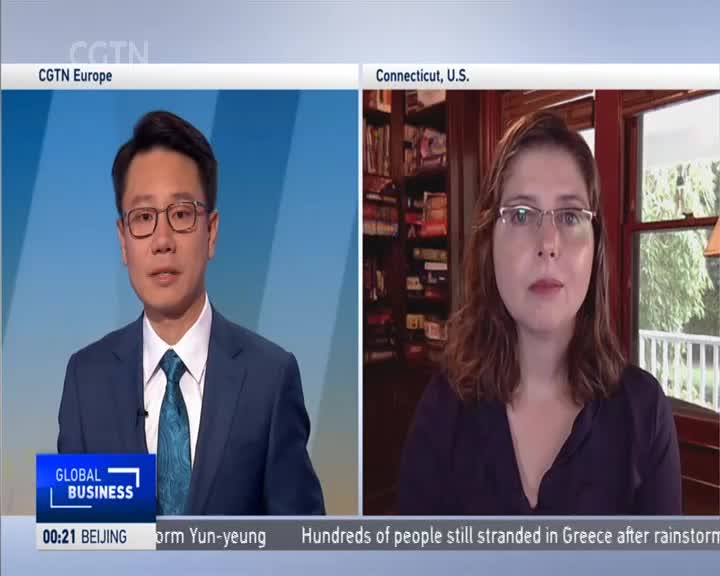 CGTN
CGTN Europe
Connecticut, U.S.
GLOBAL
BUSINESS
00:21 BEIJING
orm Yun-yeung
Hundreds of people still stranded in Greece after rainstorm